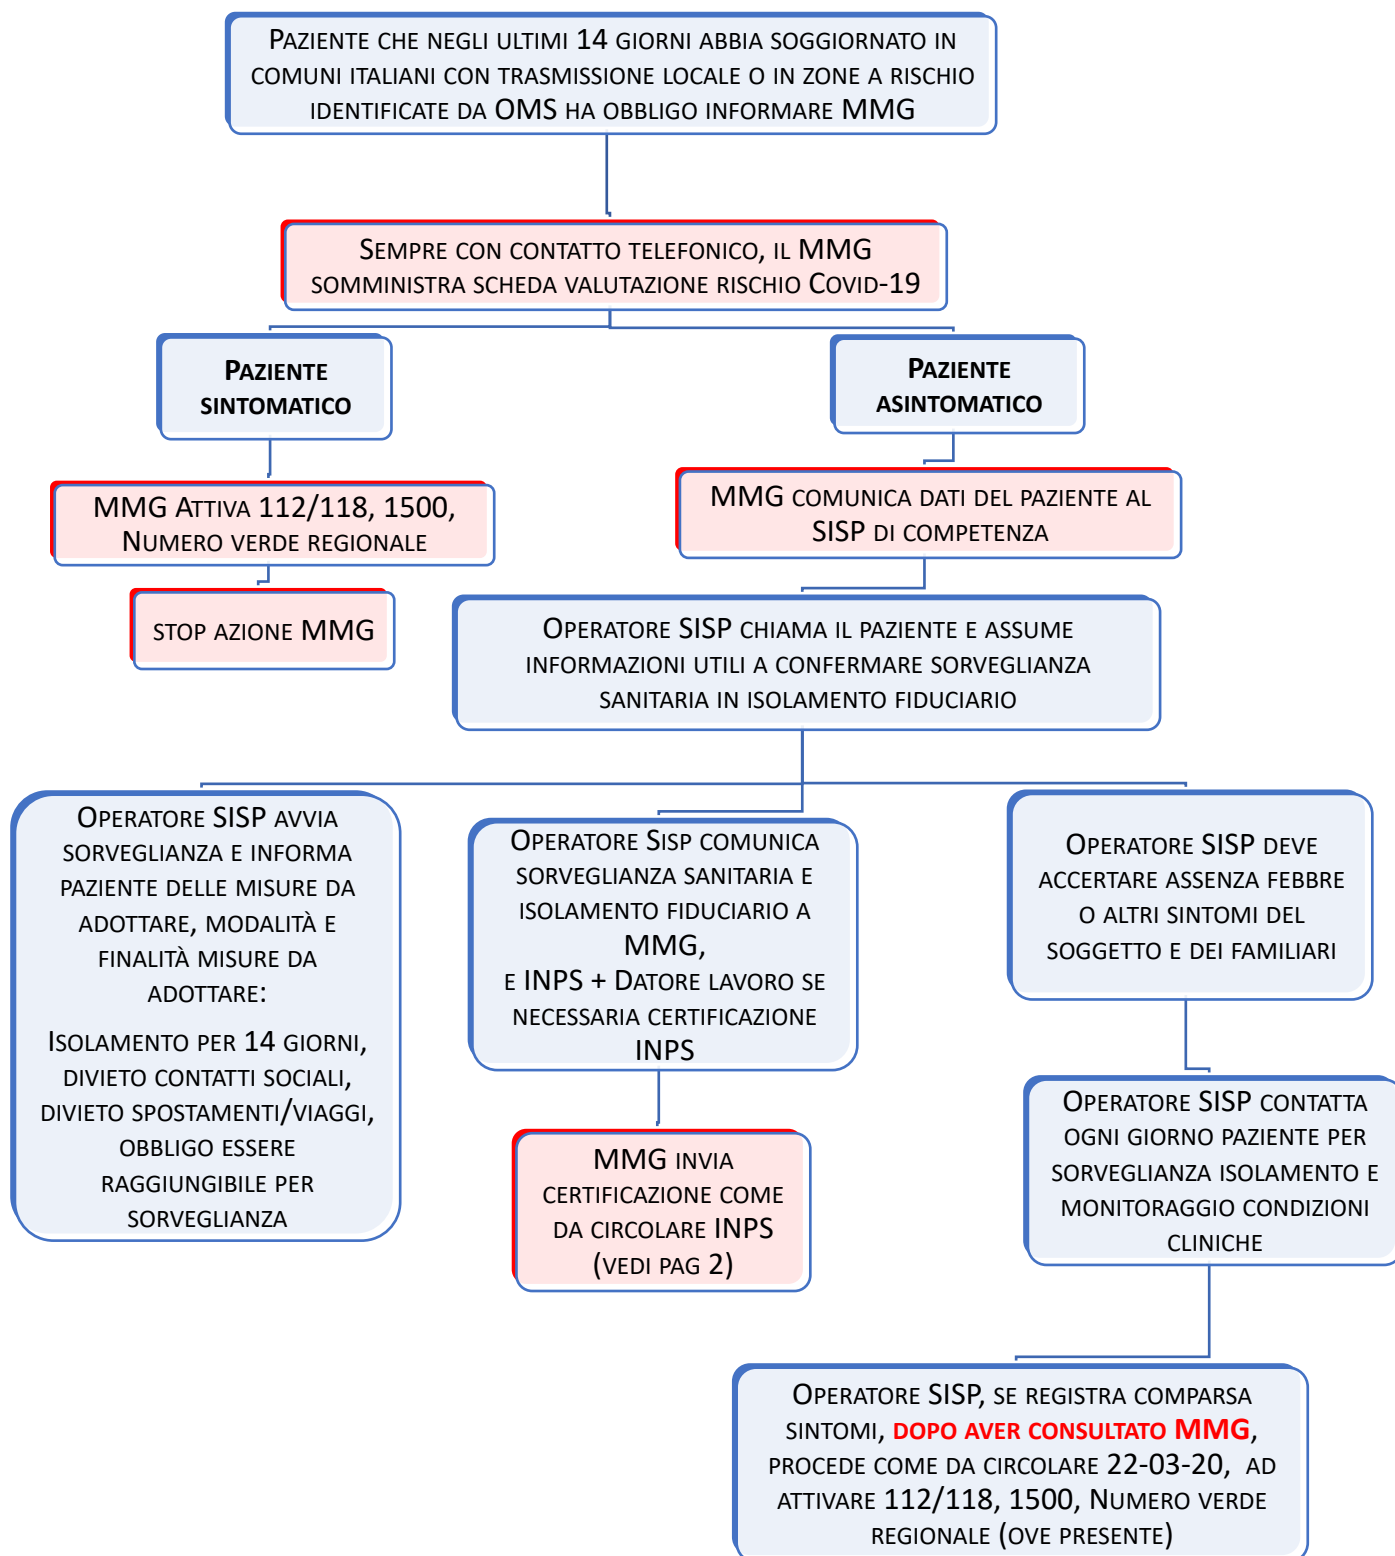 Paziente che negli ultimi 14 giorni abbia soggiornato in
comuni italiani con trasmissione locale o in zone a rischio
identificate da OMS ha obbligo informare MMG
Sempre con contatto telefonico, il MMG
somministra scheda valutazione rischio Covid-19
Paziente
sintomatico
Paziente
asintomatico
MMG Attiva 112/118, 1500,
Numero verde regionale
MMG comunica dati del paziente al
SISP di competenza
stop azione MMG
Operatore SISP chiama il paziente e assume
informazioni utili a confermare sorveglianza
sanitaria in isolamento fiduciario
Operatore SISP avvia
sorveglianza e informa
paziente delle misure da
adottare, modalità e
finalità misure da
adottare:
Isolamento per 14 giorni,
divieto contatti sociali,
divieto spostamenti/viaggi,
obbligo essere
raggiungibile per
sorveglianza
Operatore Sisp comunica
sorveglianza sanitaria e
isolamento fiduciario a
MMG,
e INPS + Datore lavoro se
necessaria certificazione
INPS
MMG invia
certificazione come
da circolare INPS
(vedi pag 2)
Operatore SISP deve
accertare assenza febbre
o altri sintomi del
soggetto e dei familiari
Operatore SISP contatta
ogni giorno paziente per
sorveglianza isolamento e
monitoraggio condizioni
cliniche
Operatore SISP, se registra comparsa
sintomi, dopo aver consultato MMG,
procede come da circolare 22-03-20, ad
attivare 112/118, 1500, Numero verde
regionale (ove presente)